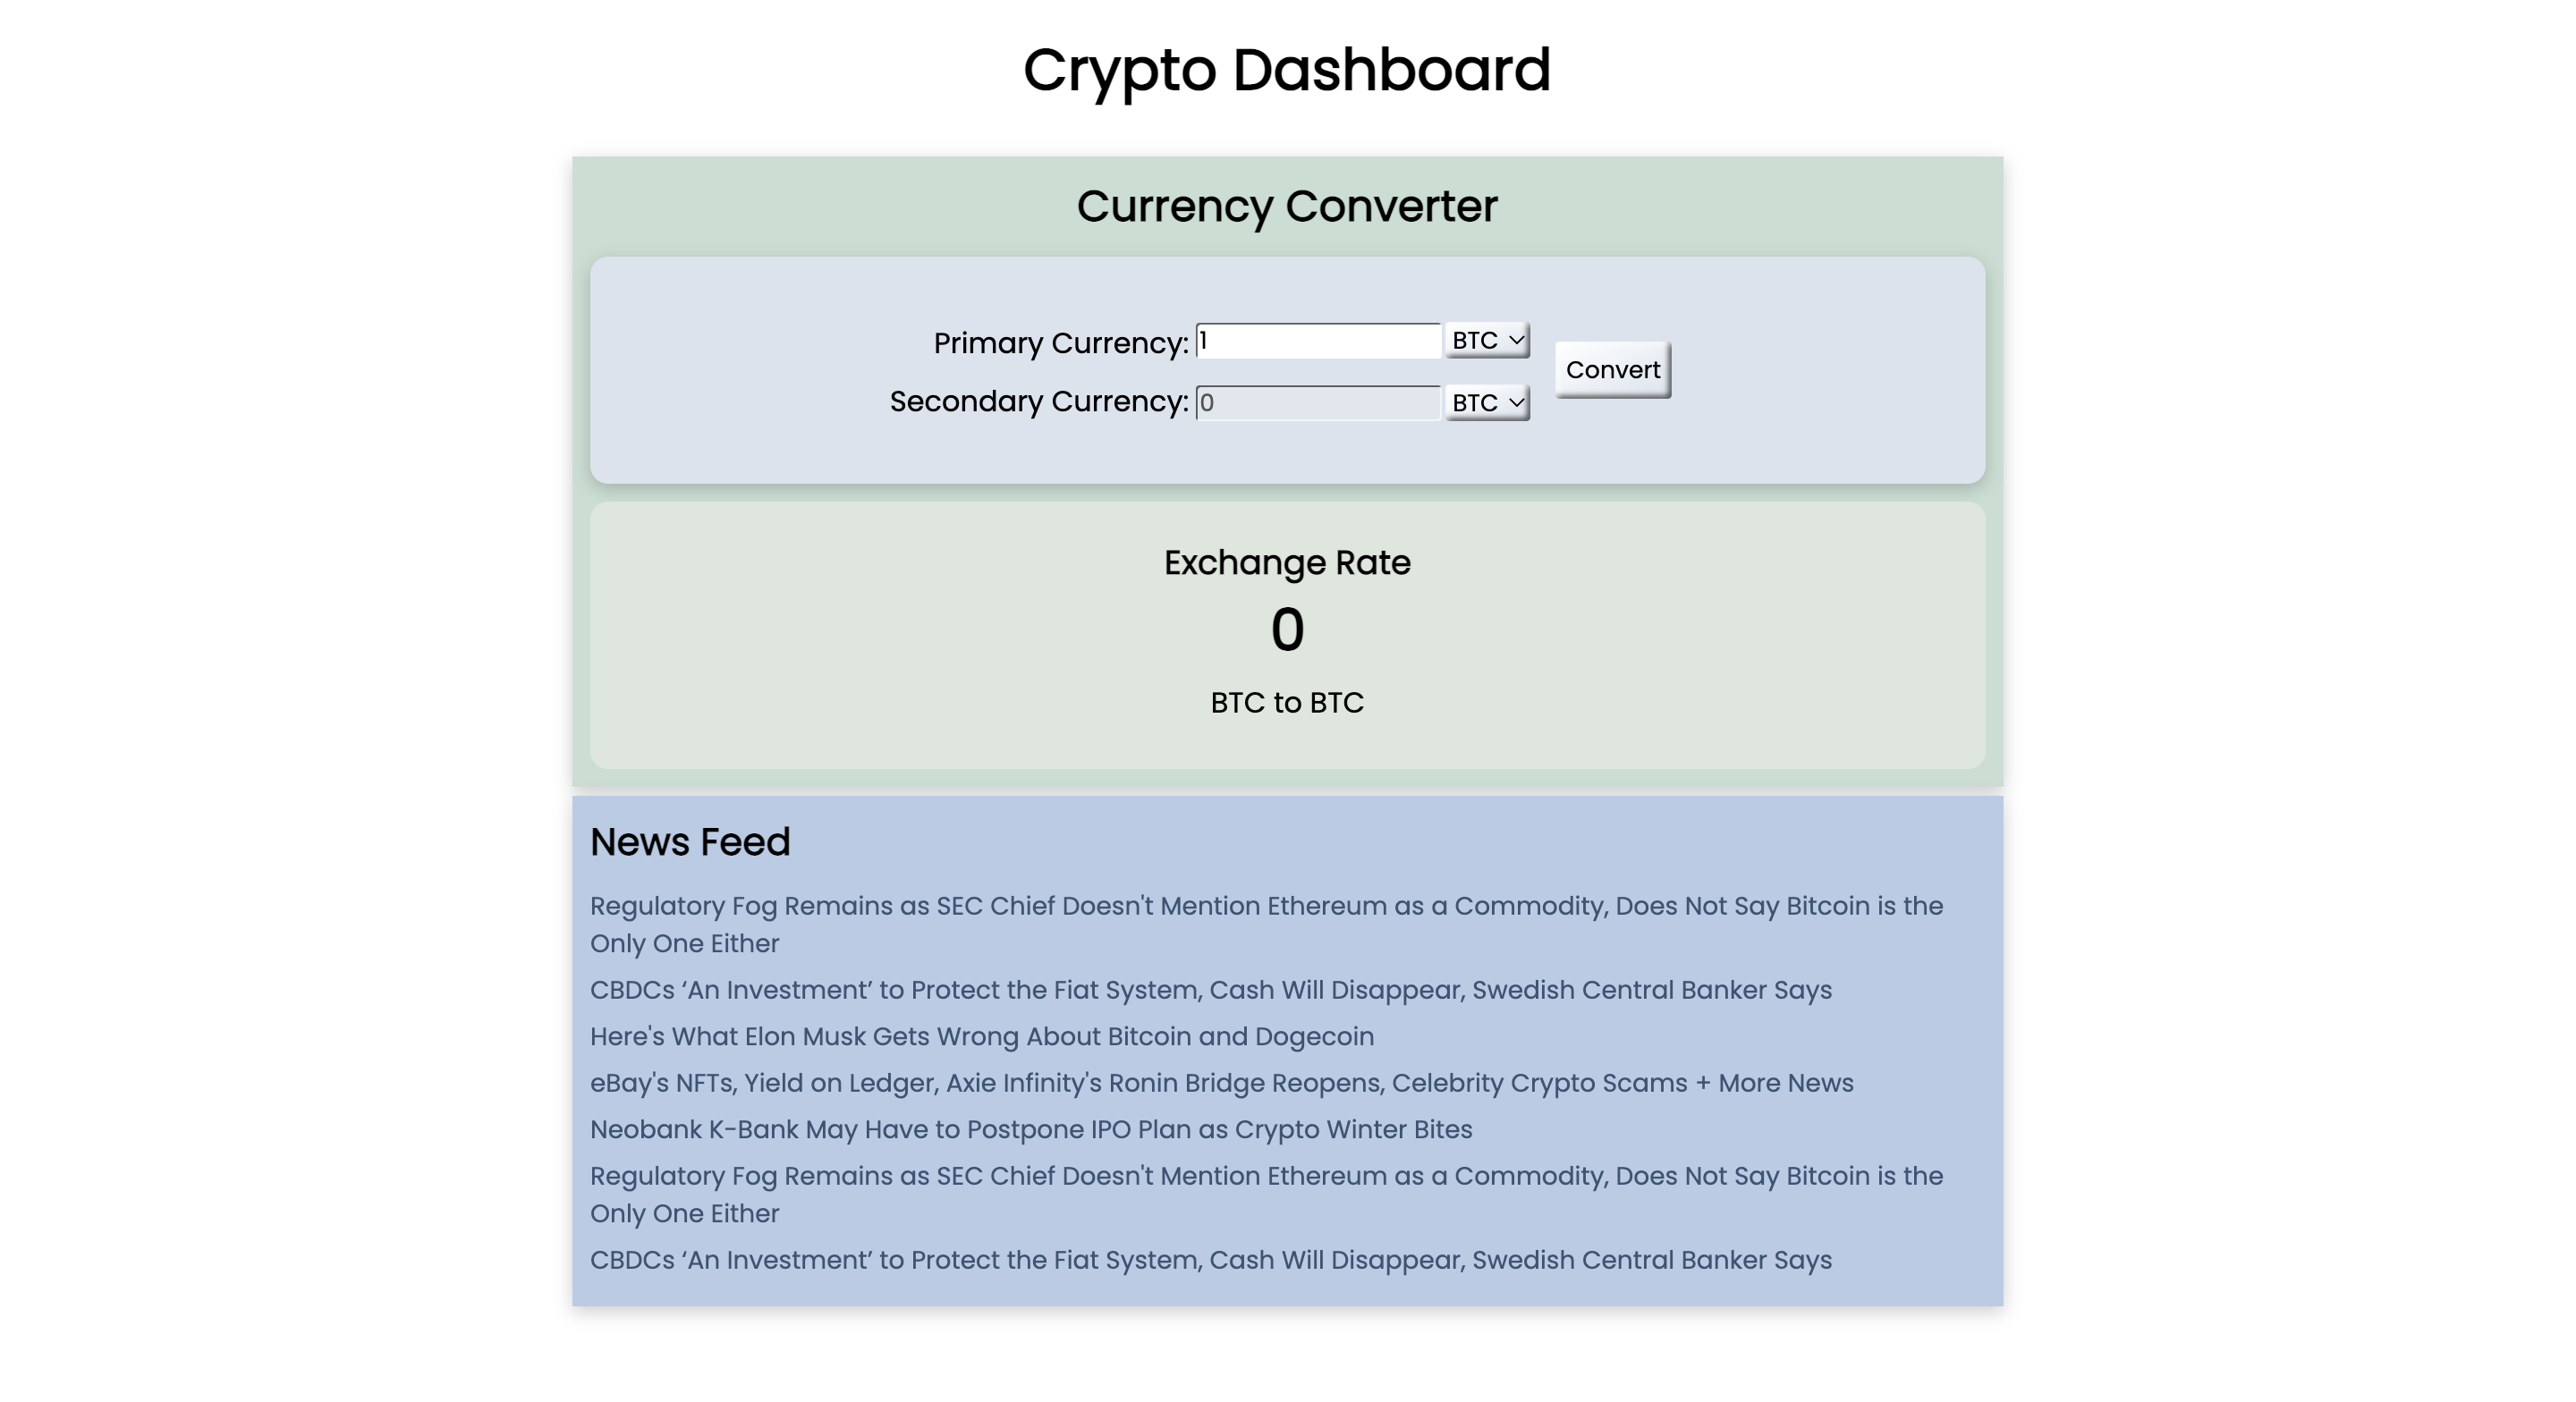 Crypto Dashboard
Currency Converter
Primary Currency: 1 BTC
Convert
Secondary Currency: 0 BTC
Exchange Rate
0
BTC to BTC
News Feed
Regulatory Fog Remains as SEC Chief Doesn't Mention Ethereum as a Commodity, Does Not Say Bitcoin is the
Only One Either
CBDCs ‘An Investment’ to Protect the Fiat System, Cash Will Disappear, Swedish Central Banker Says
Here's What Elon Musk Gets Wrong About Bitcoin and Dogecoin
eBay's NFTs, Yield on Ledger, Axie Infinity's Ronin Bridge Reopens, Celebrity Crypto Scams + More News
Neobank K-Bank May Have to Postpone IPO Plan as Crypto Winter Bites
Regulatory Fog Remains as SEC Chief Doesn't Mention Ethereum as a Commodity, Does Not Say Bitcoin is the
Only One Either
CBDCs ‘An Investment’ to Protect the Fiat System, Cash Will Disappear, Swedish Central Banker Says